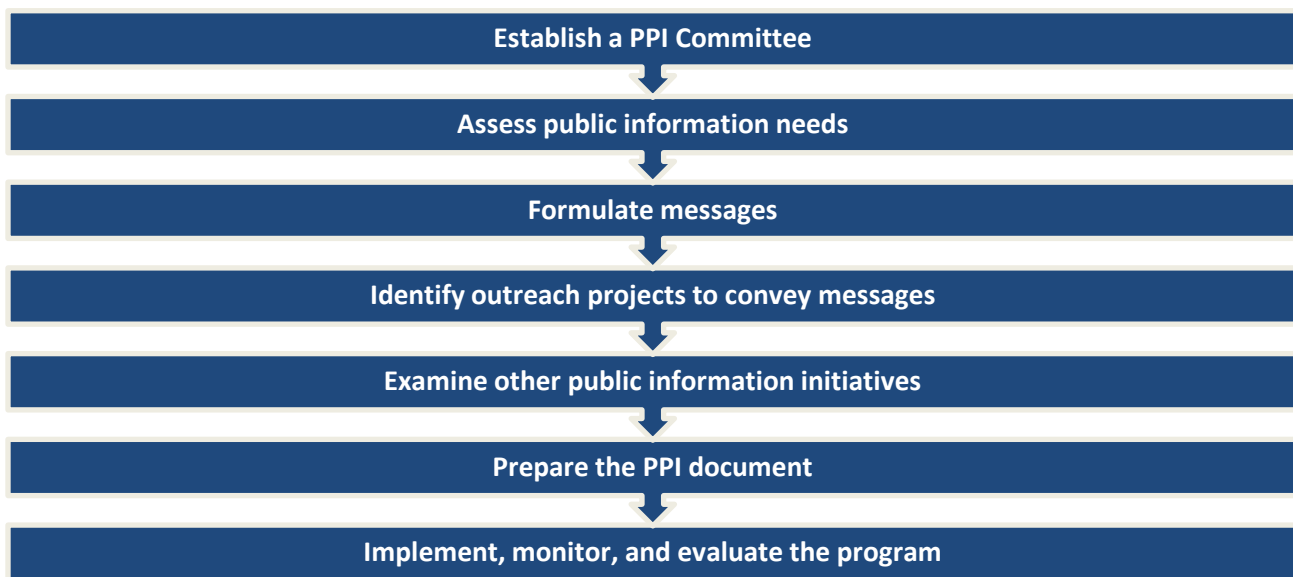 Establish a PPI Committee
Assess public information needs
Formulate messages
Identify outreach projects to convey messages
Examine other public information initiatives
Prepare the PPI document
Implement, monitor, and evaluate the program